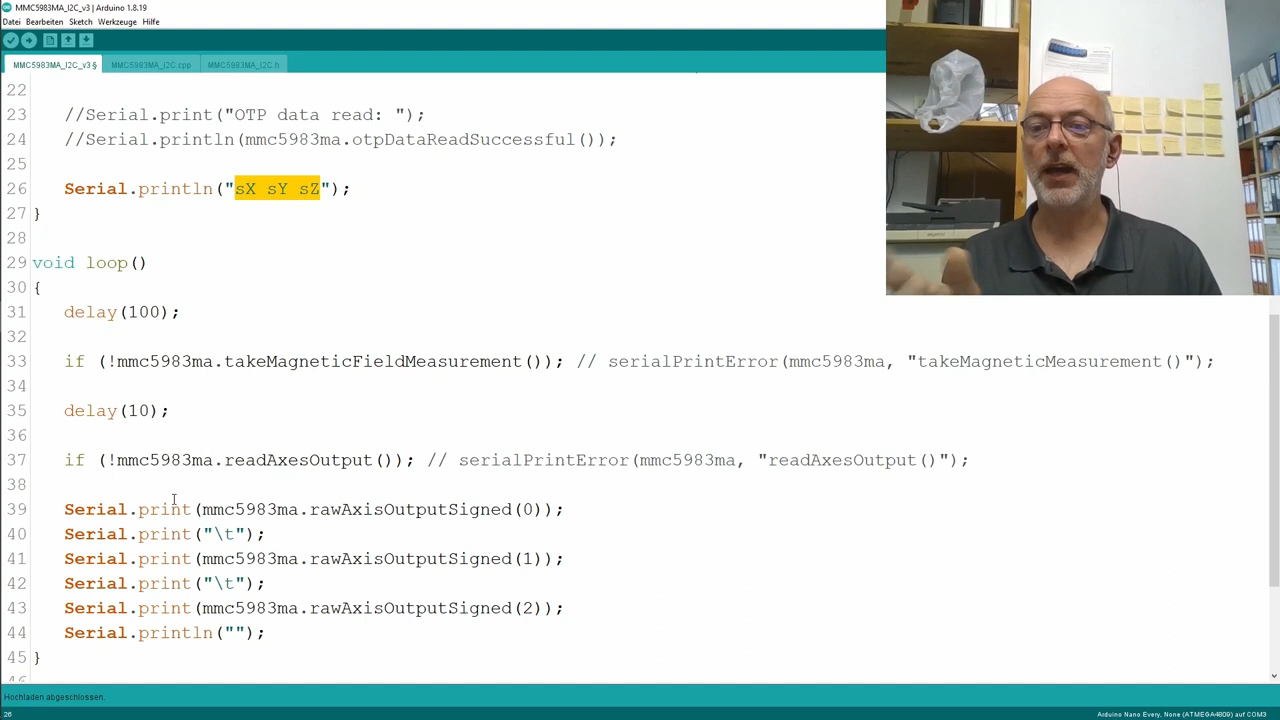 MMC5983MA_I2C_v3 | Arduino 1.8.19
Datei Bearbeiten Sketch Werkzeuge Hilfe
MMC5983MA_I2C_v3 § MMC5983MA_I2C.cpp MMC5983MA_I2C.h
22
23 //Serial.print("OTP data read: ");
24 //Serial.println(mmc5983ma.otpDataReadSuccessful());
25
26 Serial.println("sX sY sZ");
27 }
28
29 void loop()
30 {
31 delay(100);
32
33 if (!mmc5983ma.takeMagneticFieldMeasurement()); // serialPrintError(mmc5983ma, "takeMagneticMeasurement()");
34
35 delay(10);
36
37 if (!mmc5983ma.readAxesOutput()); // serialPrintError(mmc5983ma, "readAxesOutput()");
38
39 Serial.print(mmc5983ma.rawAxisOutputSigned(0));
40 Serial.print("\t");
41 Serial.print(mmc5983ma.rawAxisOutputSigned(1));
42 Serial.print("\t");
43 Serial.print(mmc5983ma.rawAxisOutputSigned(2));
44 Serial.println("");
45 }
Hochladen abgeschlossen.
26 Arduino Nano Every, None (ATMEGA4809) auf COM3